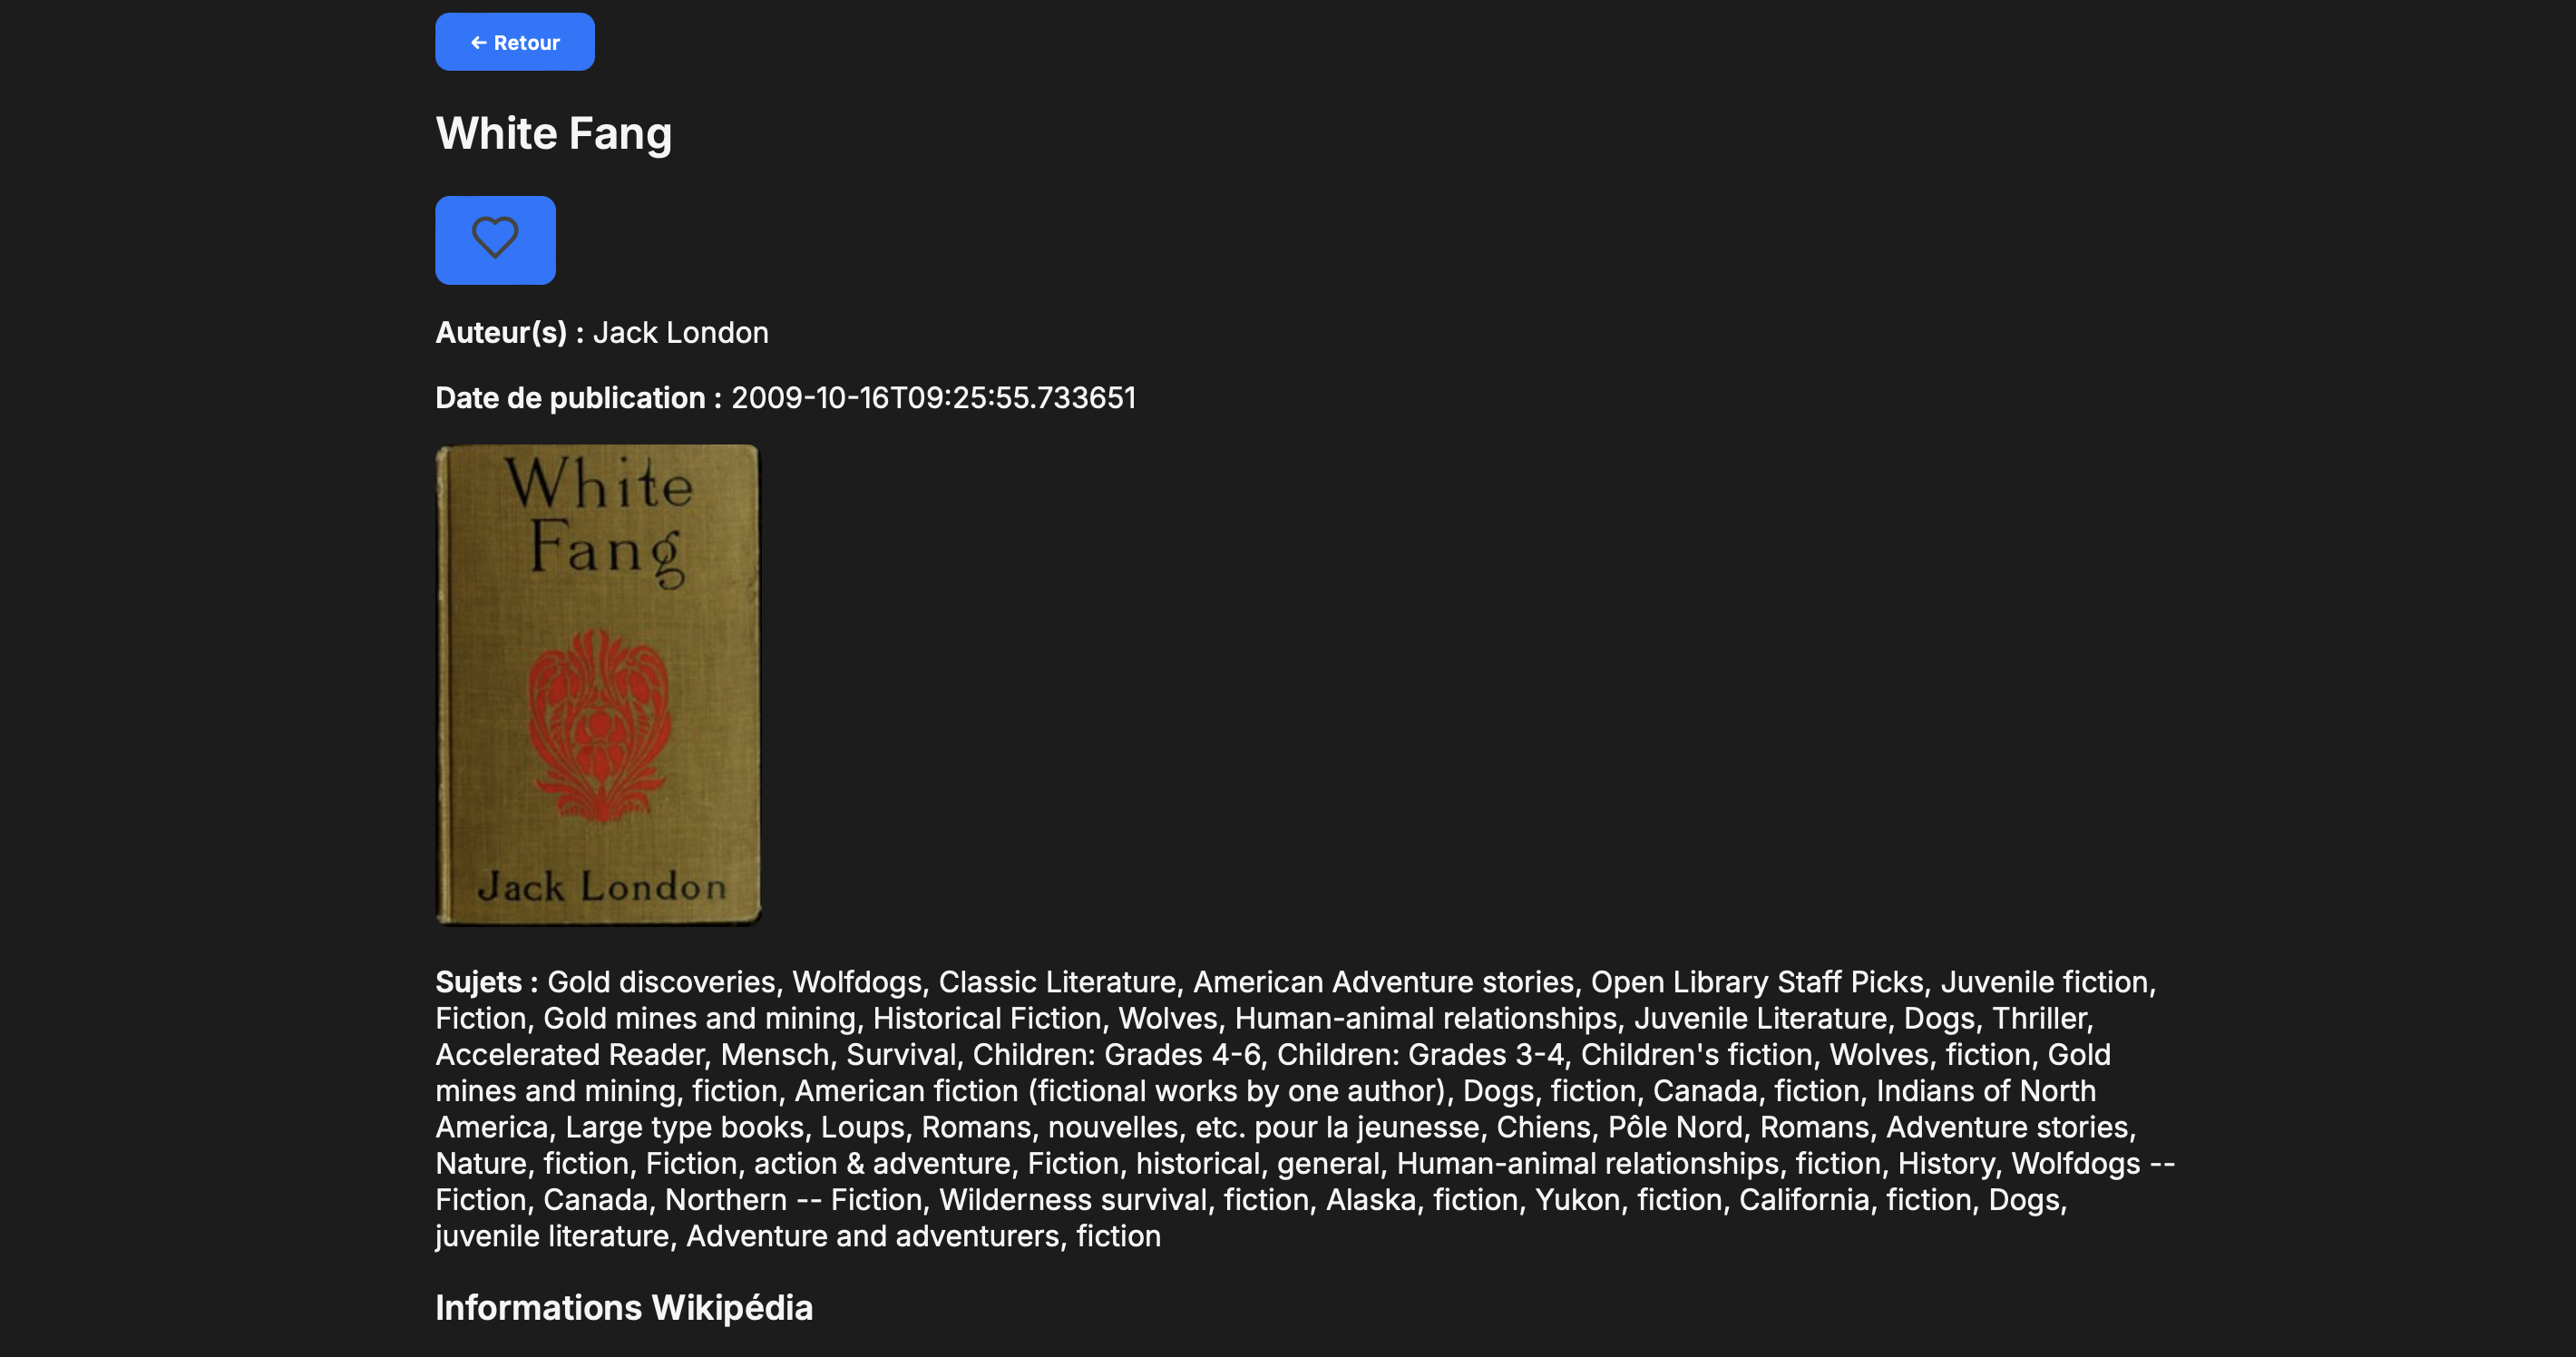 ← Retour
White Fang
Auteur(s) : Jack London
Date de publication : 2009-10-16T09:25:55.733651
White
Fang
Jack London
Sujets : Gold discoveries, Wolfdogs, Classic Literature, American Adventure stories, Open Library Staff Picks, Juvenile fiction,
Fiction, Gold mines and mining, Historical Fiction, Wolves, Human-animal relationships, Juvenile Literature, Dogs, Thriller,
Accelerated Reader, Mensch, Survival, Children: Grades 4-6, Children: Grades 3-4, Children's fiction, Wolves, fiction, Gold
mines and mining, fiction, American fiction (fictional works by one author), Dogs, fiction, Canada, fiction, Indians of North
America, Large type books, Loups, Romans, nouvelles, etc. pour la jeunesse, Chiens, Pôle Nord, Romans, Adventure stories,
Nature, fiction, Fiction, action & adventure, Fiction, historical, general, Human-animal relationships, fiction, History, Wolfdogs --
Fiction, Canada, Northern -- Fiction, Wilderness survival, fiction, Alaska, fiction, Yukon, fiction, California, fiction, Dogs,
juvenile literature, Adventure and adventurers, fiction
Informations Wikipédia